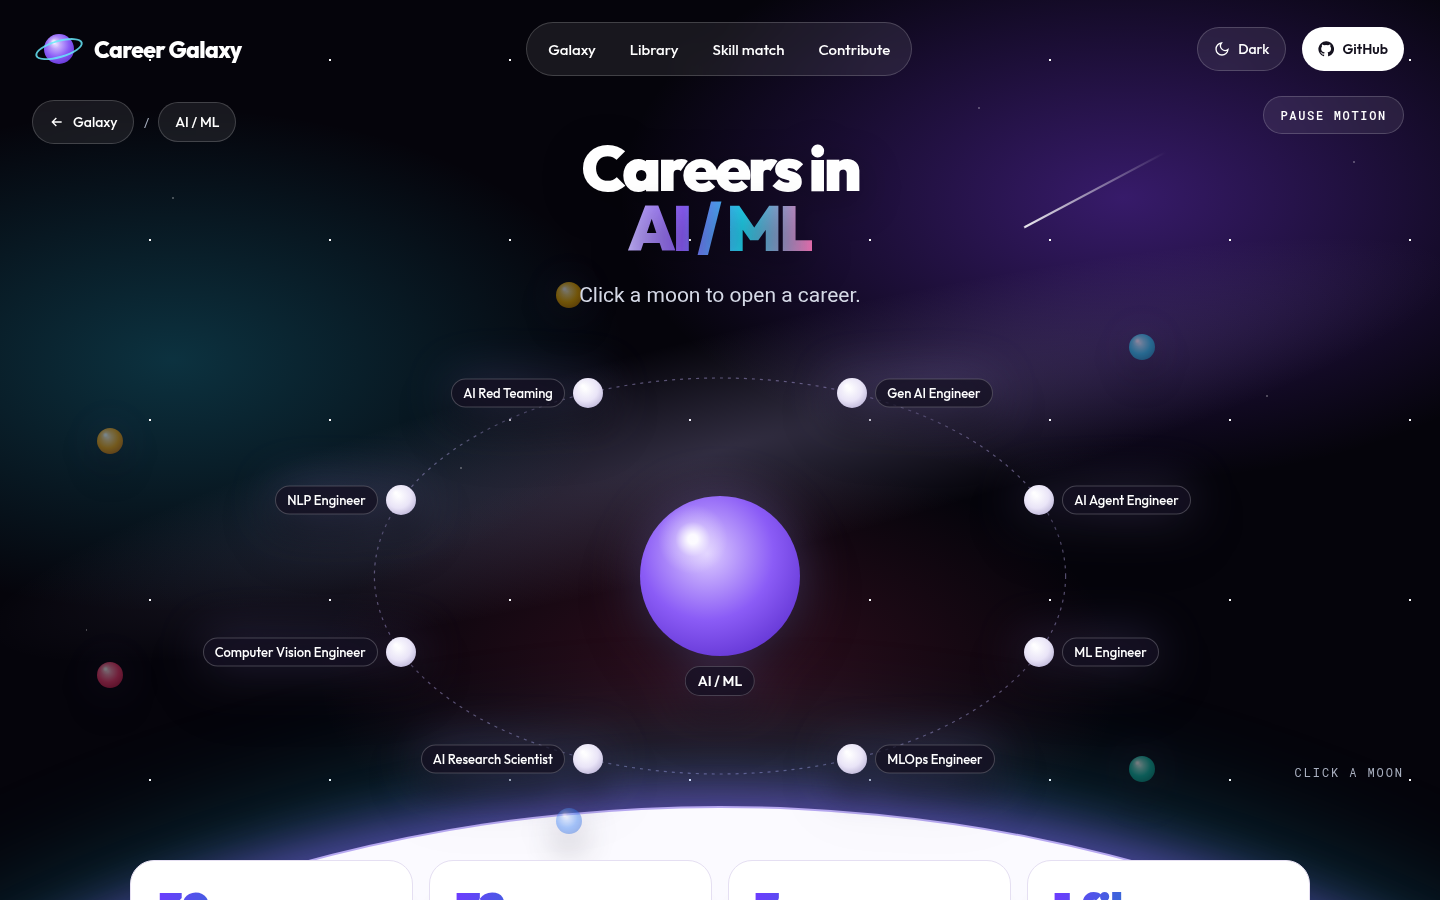 Career Galaxy
Galaxy
Library
Skill match
Contribute
Dark
GitHub
← Galaxy
/
AI / ML
PAUSE MOTION
Careers in
AI / ML
Click a moon to open a career.
AI Red Teaming
Gen AI Engineer
NLP Engineer
AI Agent Engineer
Computer Vision Engineer
ML Engineer
AI / ML
AI Research Scientist
MLOps Engineer
CLICK A MOON